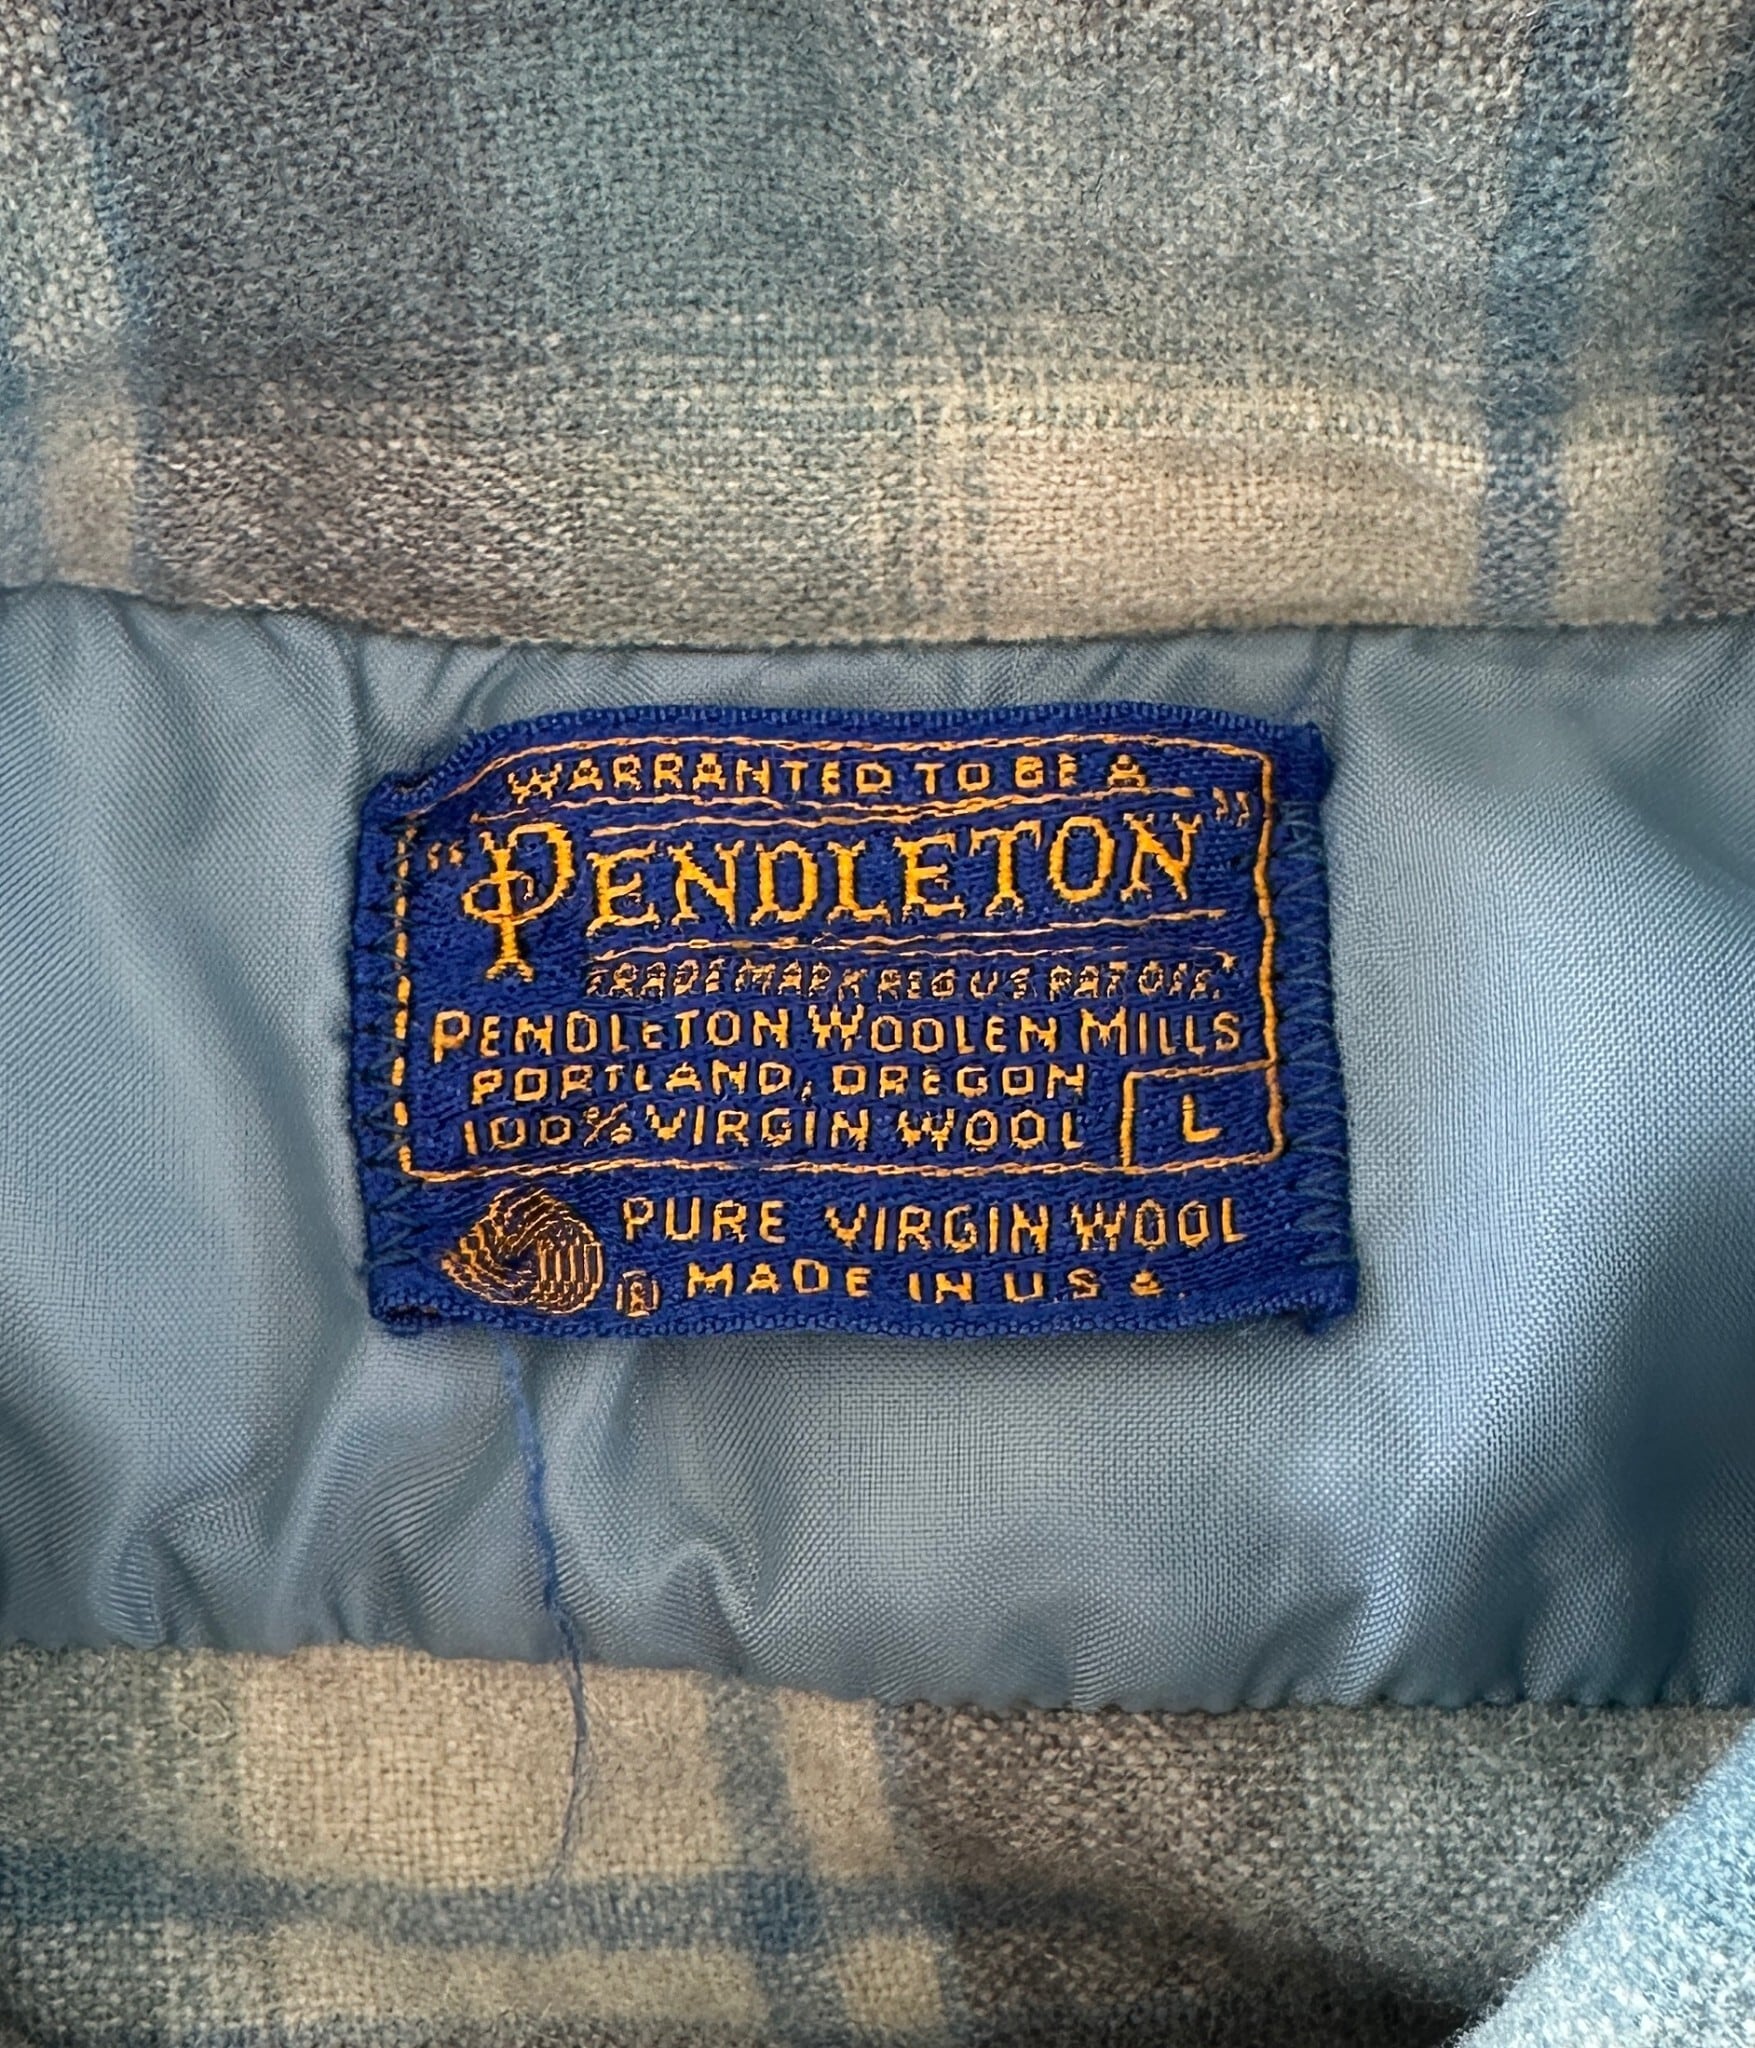 WARRANTED TO BE A
"PENDLETON"
TRADE MARK REG U.S. PAT OFF.
PENDLETON WOOLEN MILLS
PORTLAND, OREGON
100% VIRGIN WOOL
L
PURE VIRGIN WOOL
® MADE IN U.S.A.